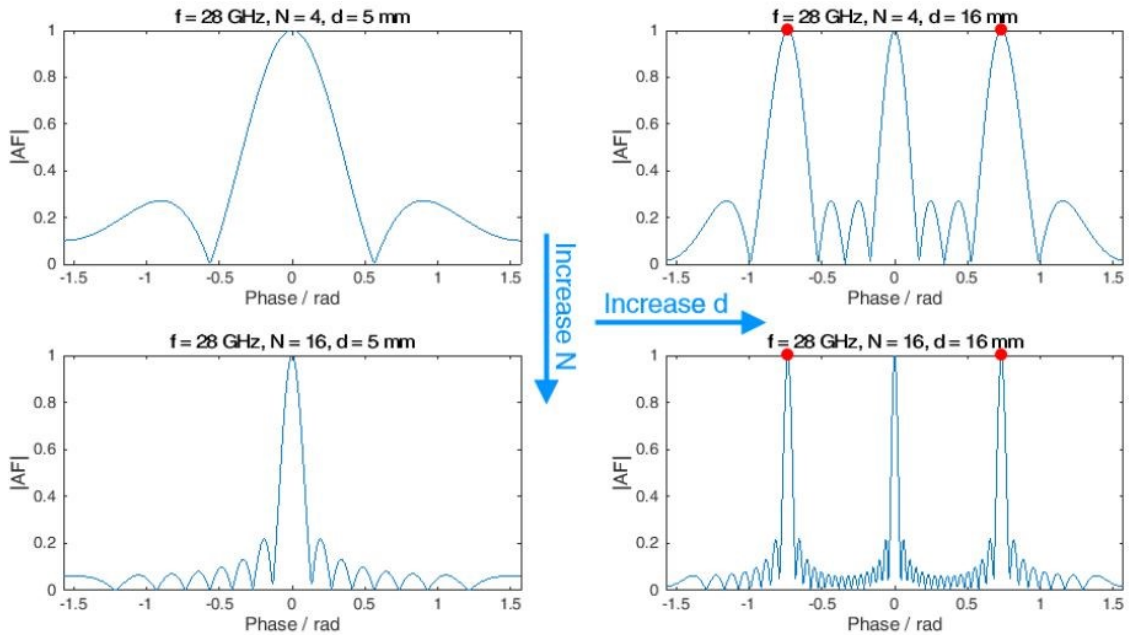 f = 28 GHz, N = 4, d = 5 mm
1
0.8
0.6
0.4
0.2
0
|AF|
-1.5 -1 -0.5 0 0.5 1 1.5
Phase / rad
f = 28 GHz, N = 4, d = 16 mm
1
0.8
0.6
0.4
0.2
0
|AF|
-1.5 -1 -0.5 0 0.5 1 1.5
Phase / rad
Increase N
Increase d
f = 28 GHz, N = 16, d = 5 mm
1
0.8
0.6
0.4
0.2
0
|AF|
-1.5 -1 -0.5 0 0.5 1 1.5
Phase / rad
f = 28 GHz, N = 16, d = 16 mm
1
0.8
0.6
0.4
0.2
0
|AF|
-1.5 -1 -0.5 0 0.5 1 1.5
Phase / rad